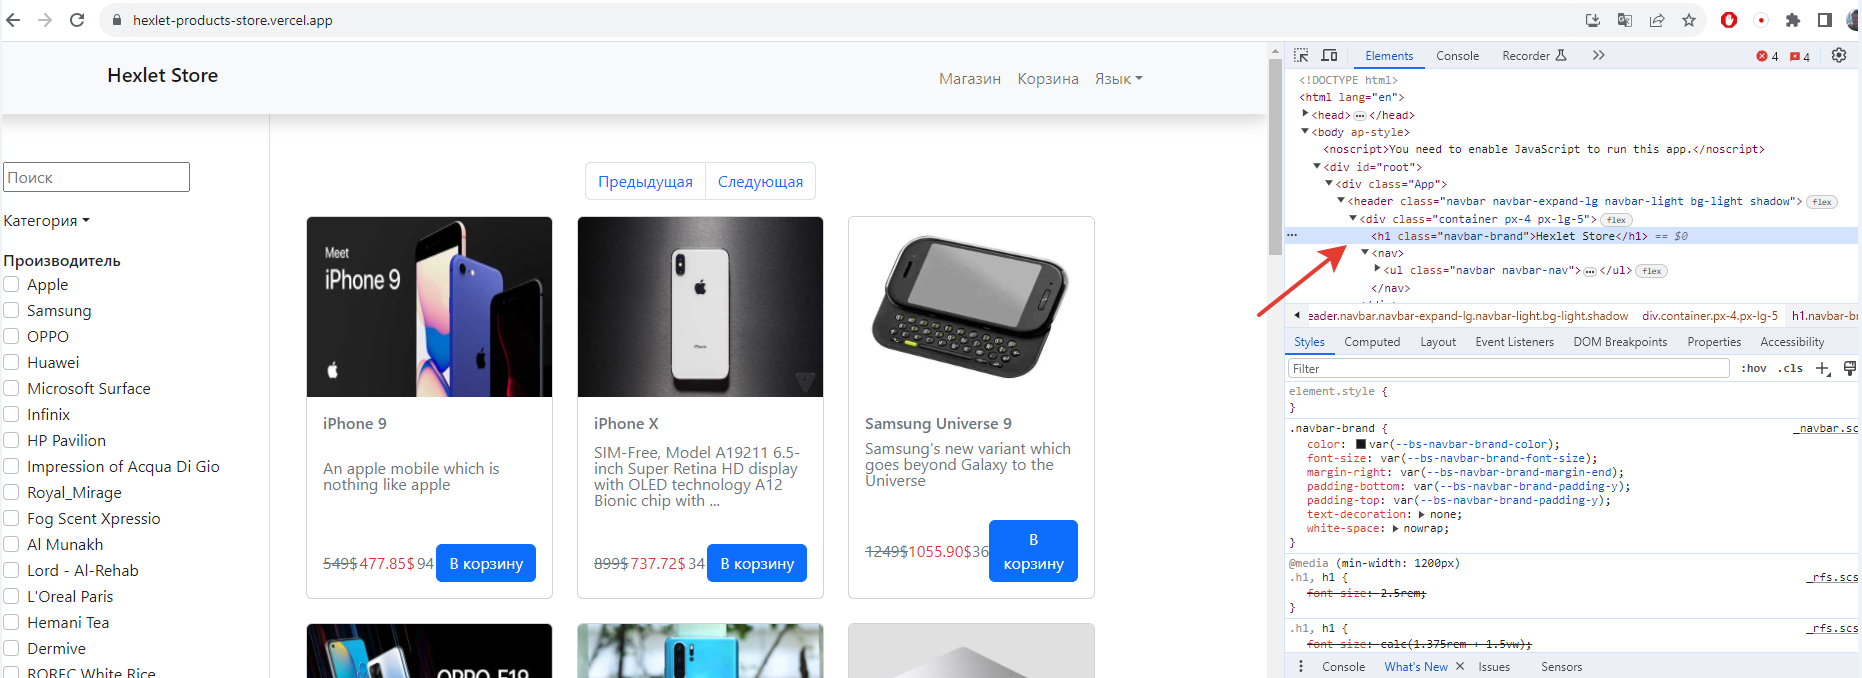 hexlet-products-store.vercel.app
Hexlet Store
Магазин Корзина Язык
Поиск
Категория
Производитель
Apple
Samsung
OPPO
Huawei
Microsoft Surface
Infinix
HP Pavilion
Impression of Acqua Di Gio
Royal_Mirage
Fog Scent Xpressio
Al Munakh
Lord - Al-Rehab
L'Oreal Paris
Hemani Tea
Dermive
ROREC White Rice
Предыдущая Следующая
Meet
iPhone 9
iPhone 9
An apple mobile which is
nothing like apple
549$ 477.85$ 94 В корзину
iPhone
iPhone X
SIM-Free, Model A19211 6.5-
inch Super Retina HD display
with OLED technology A12
Bionic chip with ...
899$ 737.72$ 34 В корзину
Samsung Universe 9
Samsung's new variant which
goes beyond Galaxy to the
Universe
1249$1055.90$36 В
корзину
OPPO F19
Elements Console Recorder 4 4
<!DOCTYPE html>
<html lang="en">
<head> ⋯ </head>
<body ap-style>
<noscript>You need to enable JavaScript to run this app.</noscript>
<div id="root">
<div class="App">
<header class="navbar navbar-expand-lg navbar-light bg-light shadow"> flex
<div class="container px-4 px-lg-5"> flex
<h1 class="navbar-brand">Hexlet Store</h1> == $0
<nav>
<ul class="navbar navbar-nav"> ⋯ </ul> flex
</nav>
eader.navbar.navbar-expand-lg.navbar-light.bg-light.shadow div.container.px-4.px-lg-5 h1.navbar-br
Styles Computed Layout Event Listeners DOM Breakpoints Properties Accessibility
Filter :hov .cls
element.style {
}
.navbar-brand { _navbar.sc
color: var(--bs-navbar-brand-color);
font-size: var(--bs-navbar-brand-font-size);
margin-right: var(--bs-navbar-brand-margin-end);
padding-bottom: var(--bs-navbar-brand-padding-y);
padding-top: var(--bs-navbar-brand-padding-y);
text-decoration: none;
white-space: nowrap;
}
@media (min-width: 1200px)
.h1, h1 { _rfs.scs
font-size: 2.5rem;
}
.h1, h1 { _rfs.scs
font-size: calc(1.375rem + 1.5vw);
Console What's New Issues Sensors